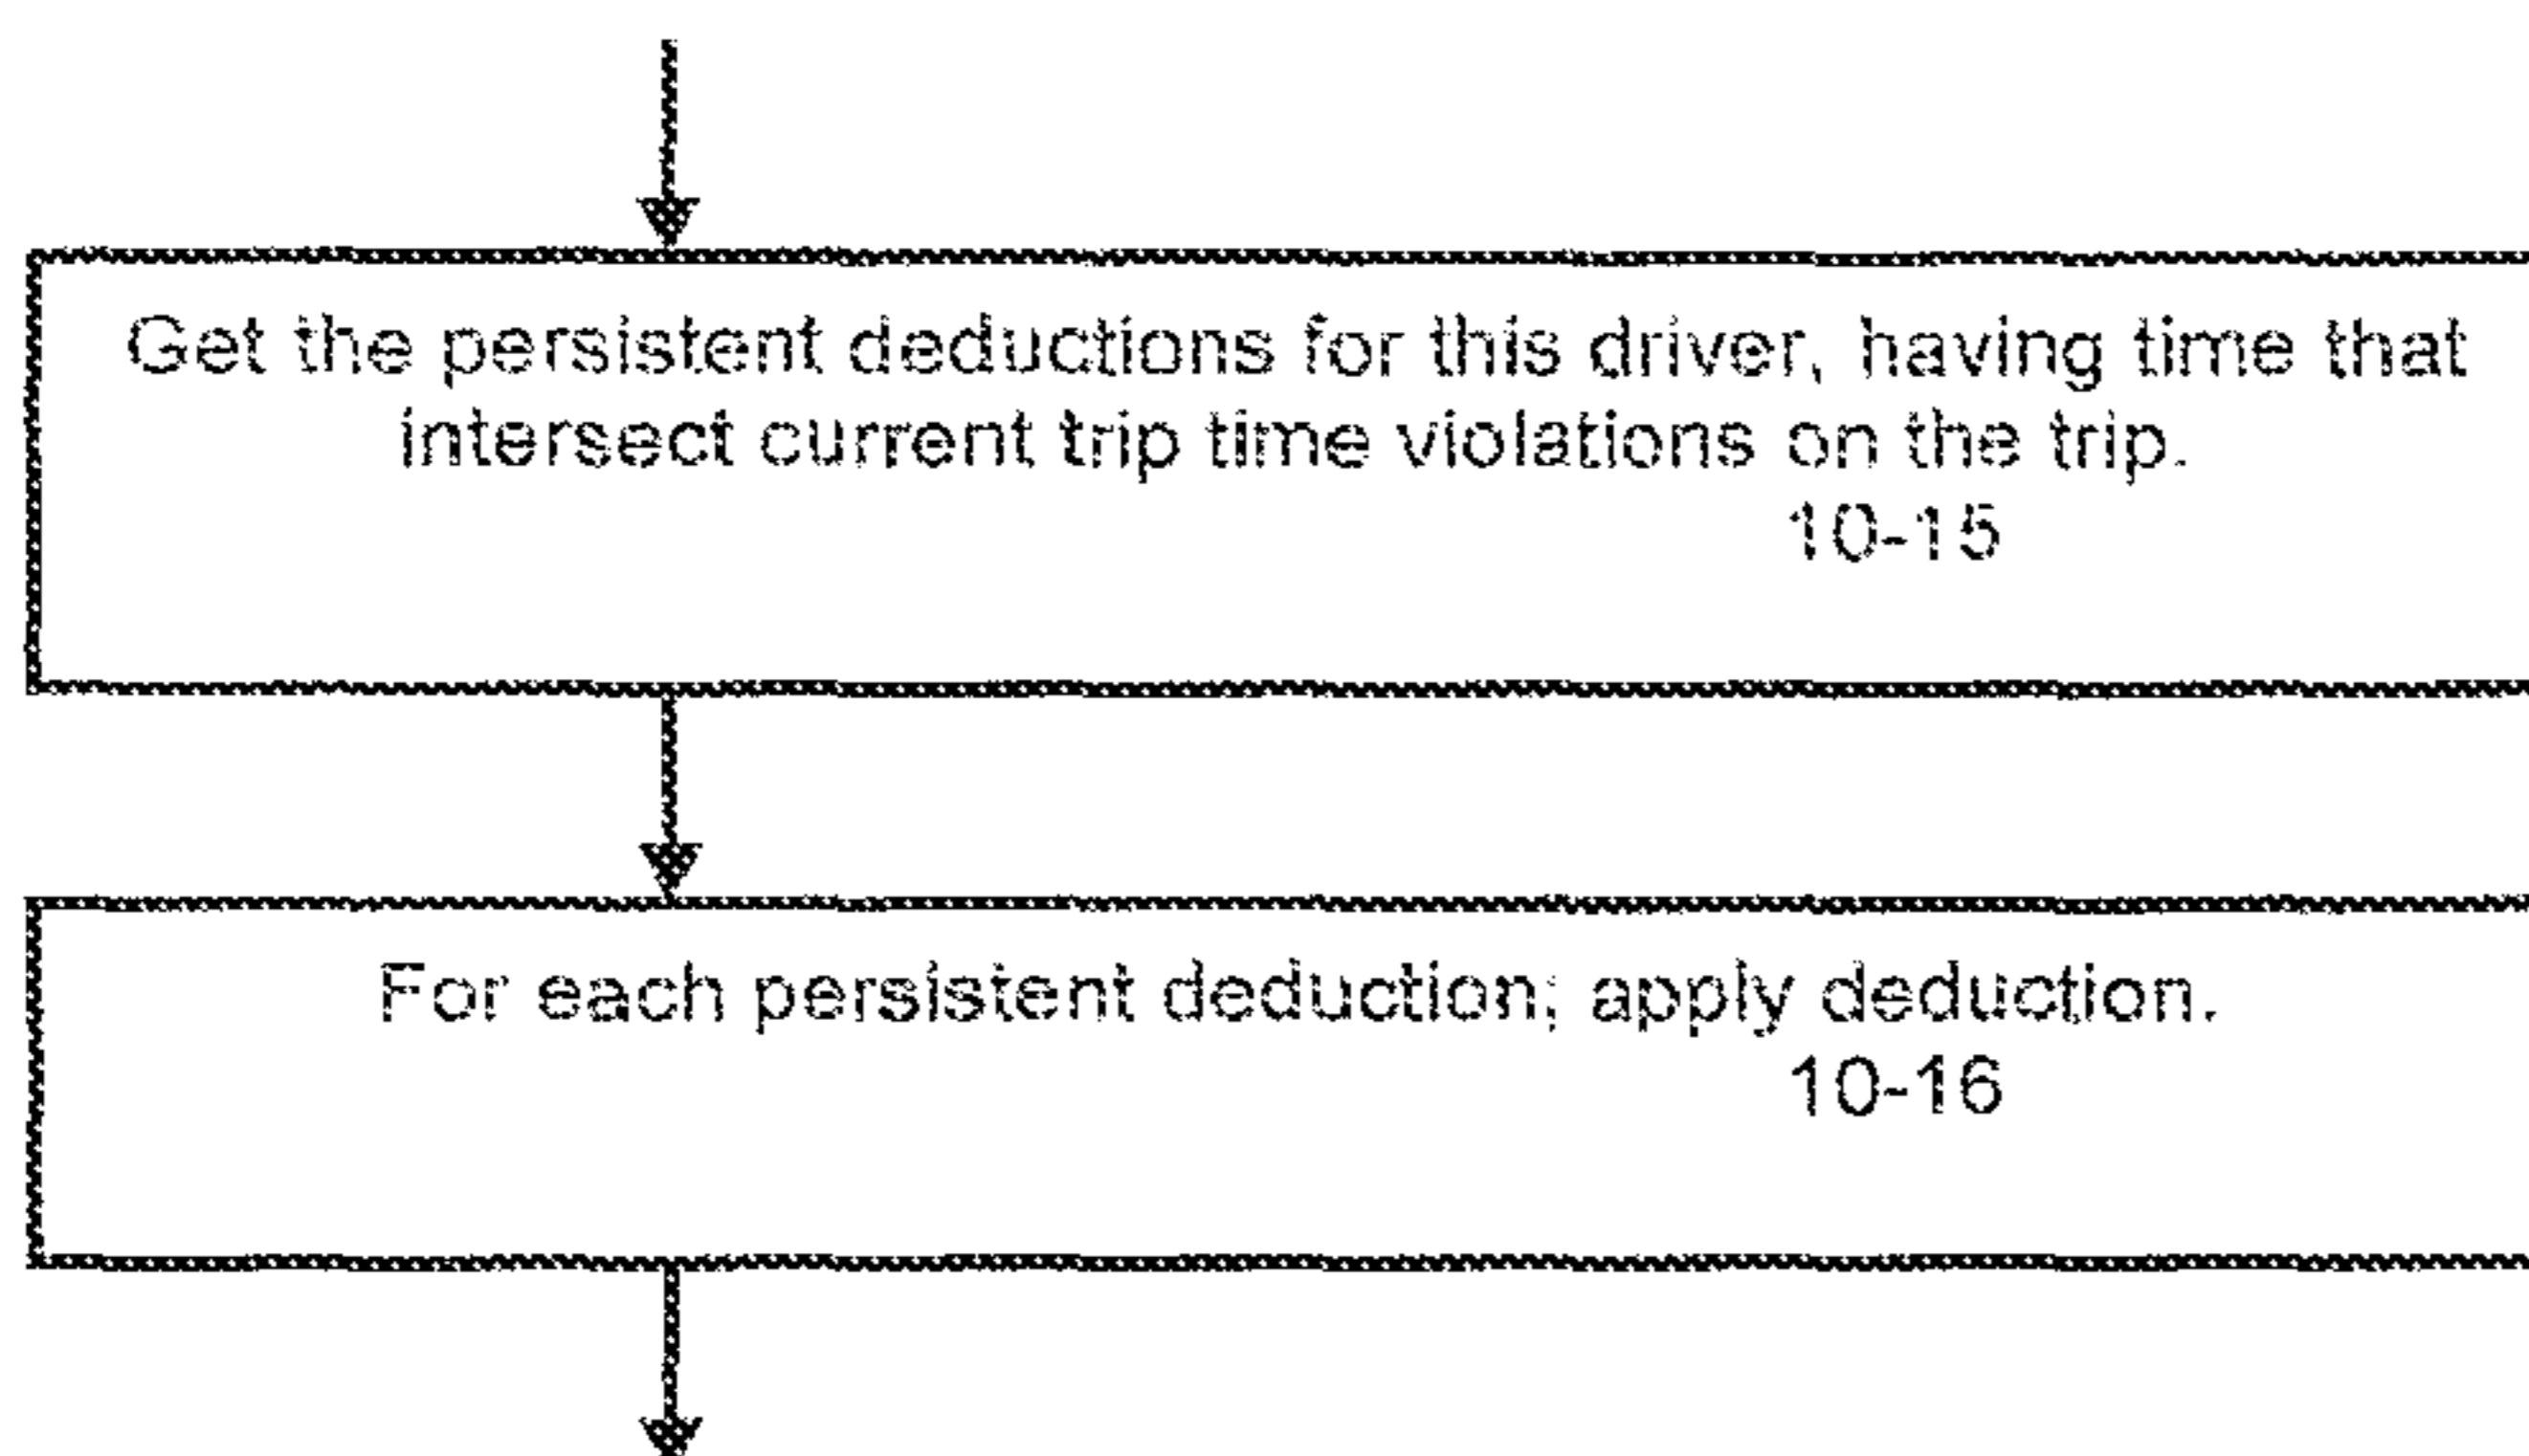 Get the persistent deductions for this driver, having time that
intersect current trip time violations on the trip.
10-15
For each persistent deduction; apply deduction.
10-16